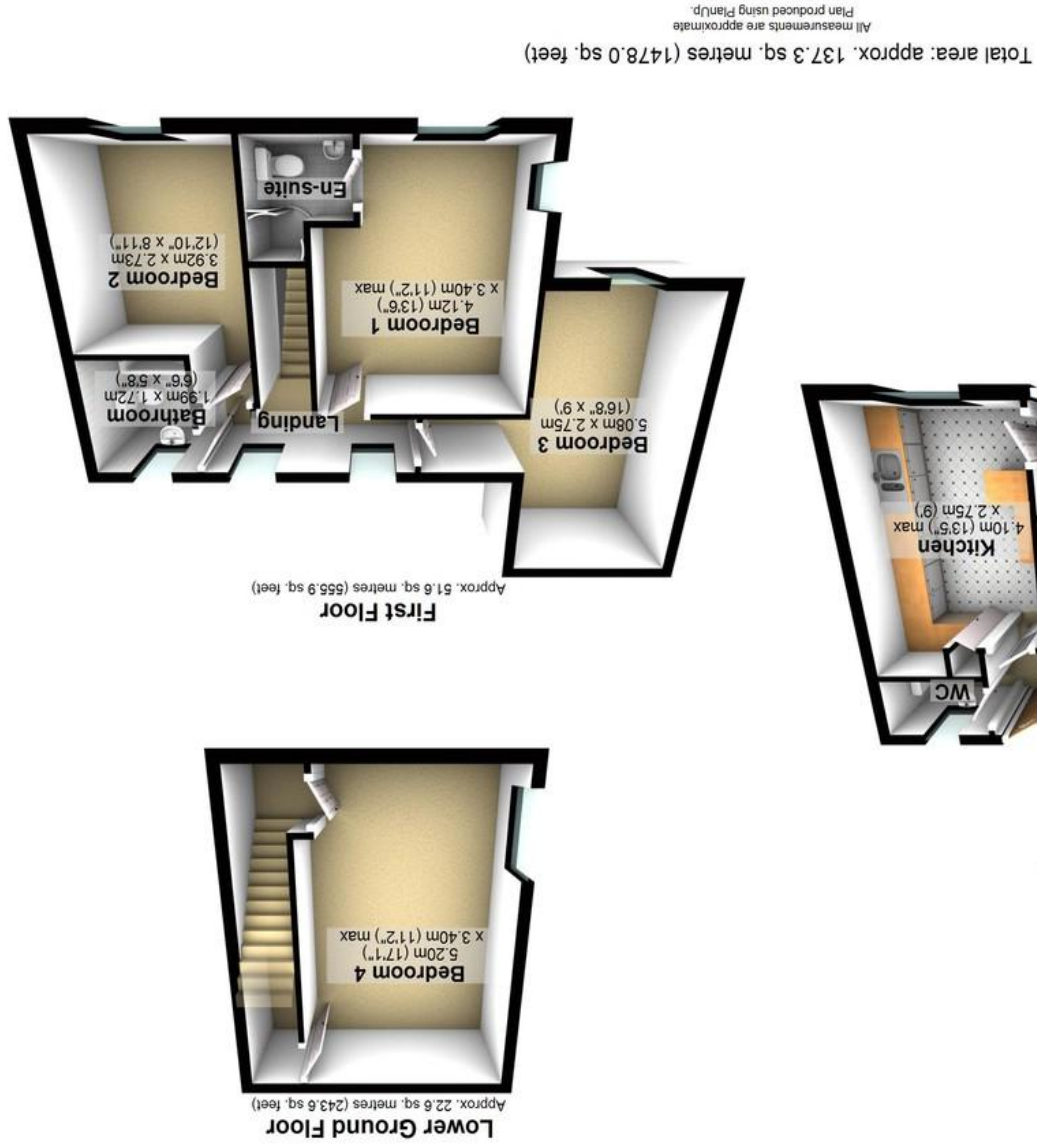 Lower Ground Floor
Approx. 22.6 sq. metres (243.6 sq. feet)
Bedroom 4
5.20m (17'1")
x 3.40m (11'2") max
WC
Kitchen
4.10m (13'5") max
x 2.75m (9')
First Floor
Approx. 51.6 sq. metres (555.9 sq. feet)
Bedroom 3
5.08m x 2.75m
(16'8" x 9')
Landing
Bathroom
1.99m x 1.72m
(6'6" x 5'8")
Bedroom 1
4.12m (13'6")
x 3.40m (11'2") max
Bedroom 2
3.92m x 2.73m
(12'10" x 8'11")
En-suite
Total area: approx. 137.3 sq. metres (1478.0 sq. feet)
All measurements are approximate
Plan produced using PlanUp.